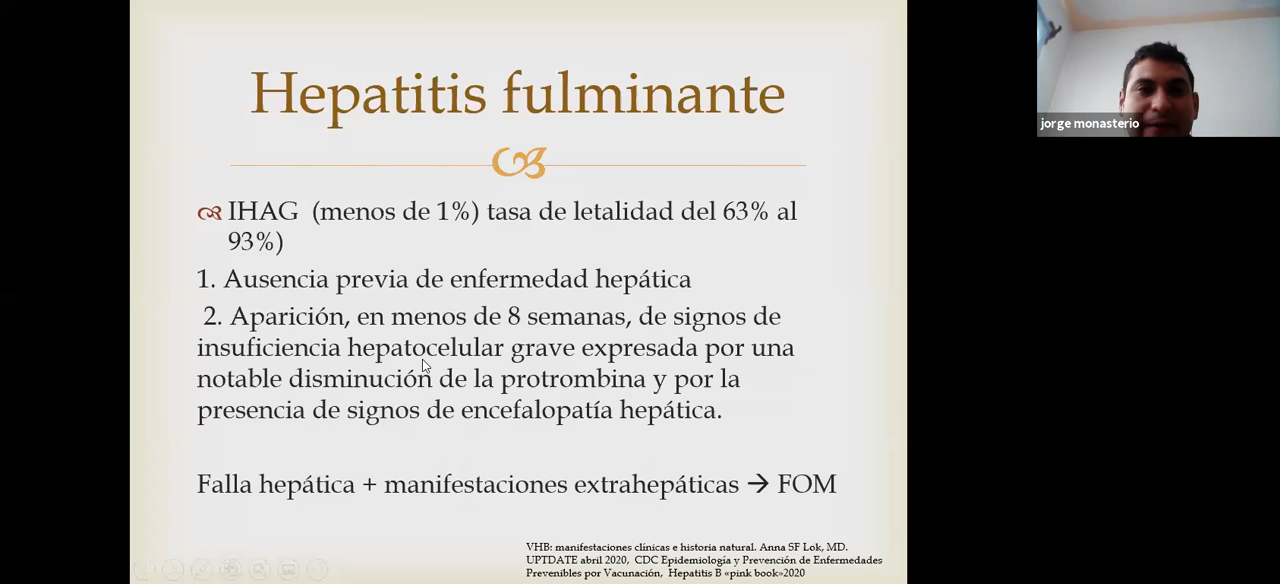 Hepatitis fulminante
IHAG (menos de 1%) tasa de letalidad del 63% al
93%)
1. Ausencia previa de enfermedad hepática
2. Aparición, en menos de 8 semanas, de signos de
insuficiencia hepatocelular grave expresada por una
notable disminución de la protrombina y por la
presencia de signos de encefalopatía hepática.
Falla hepática + manifestaciones extrahepáticas → FOM
VHB: manifestaciones clínicas e historia natural. Anna SF Lok, MD.
UPTDATE abril 2020, CDC Epidemiología y Prevención de Enfermedades
Prevenibles por Vacunación, Hepatitis B «pink book»2020
jorge monasterio